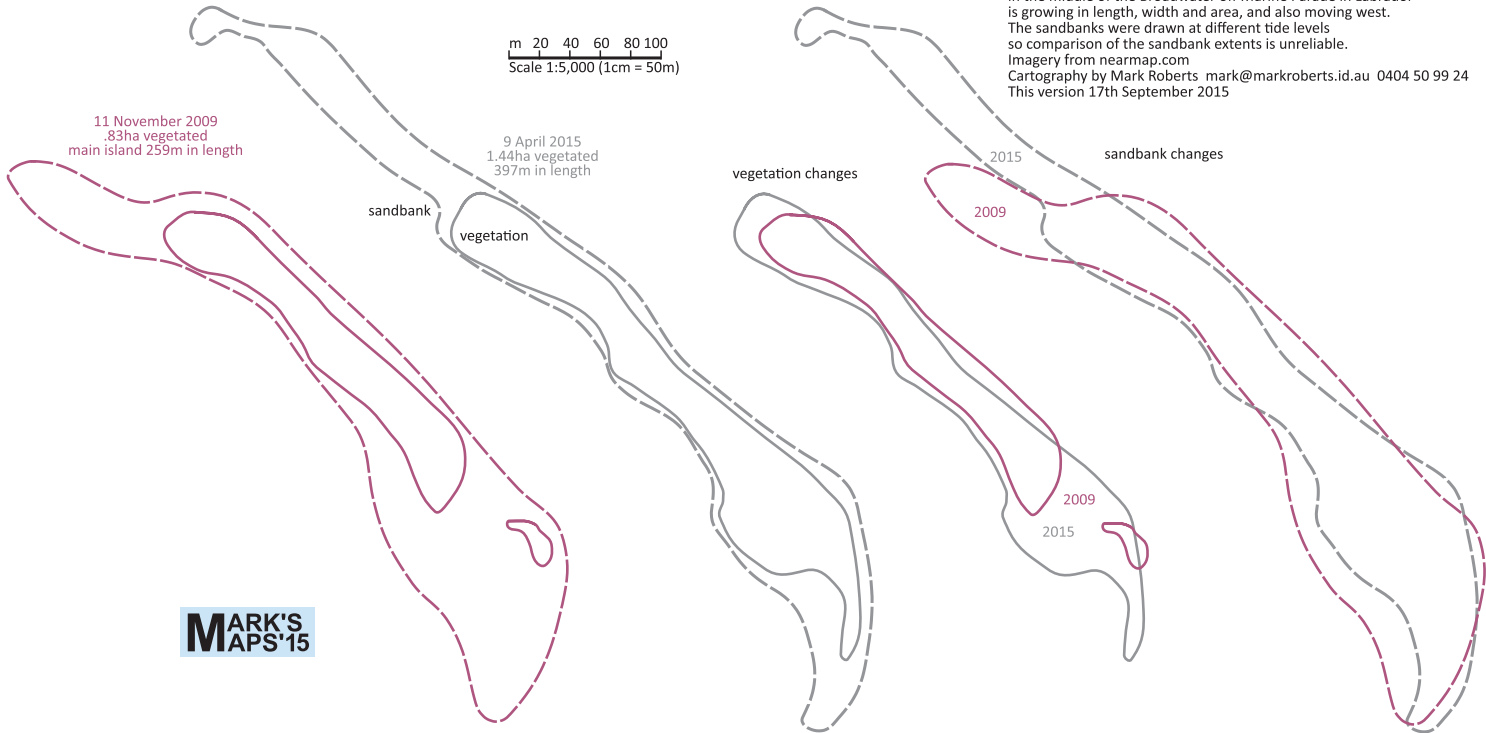 is growing in length, width and area, and also moving west.
The sandbanks were drawn at different tide levels
so comparison of the sandbank extents is unreliable.
Imagery from nearmap.com
Cartography by Mark Roberts  mark@markroberts.id.au  0404 50 99 24
This version 17th September 2015
m 20 40 60 80 100
Scale 1:5,000 (1cm = 50m)
11 November 2009
.83ha vegetated
main island 259m in length
9 April 2015
1.44ha vegetated
397m in length
sandbank
vegetation
vegetation changes
2009
2015
sandbank changes
2015
2009
MARK'S
MAPS'15